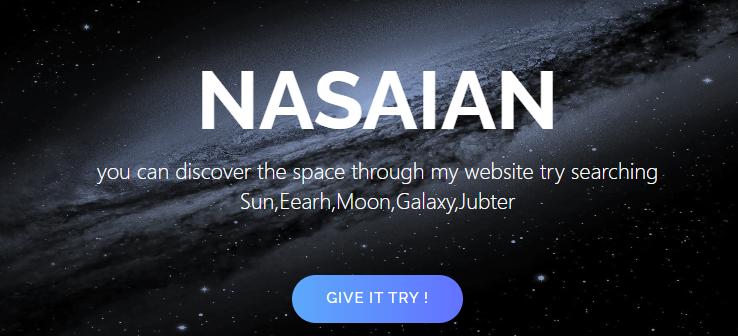 NASAIAN
you can discover the space through my website try searching
Sun,Eearh,Moon,Galaxy,Jubter
GIVE IT TRY !